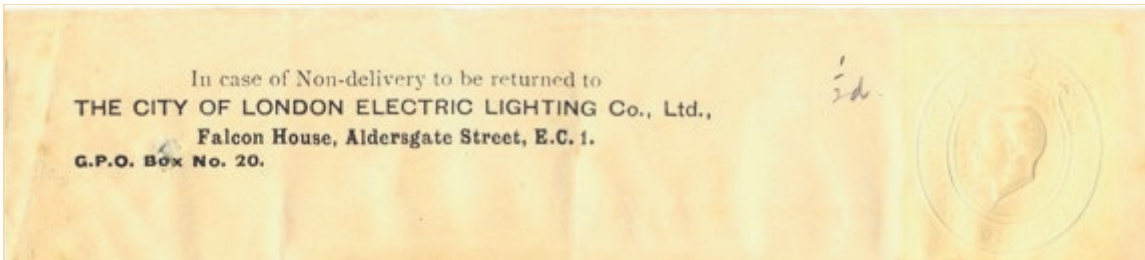 In case of Non-delivery to be returned to
THE CITY OF LONDON ELECTRIC LIGHTING Co., Ltd.,
Falcon House, Aldersgate Street, E.C. 1.
G.P.O. Box No. 20.
½d.